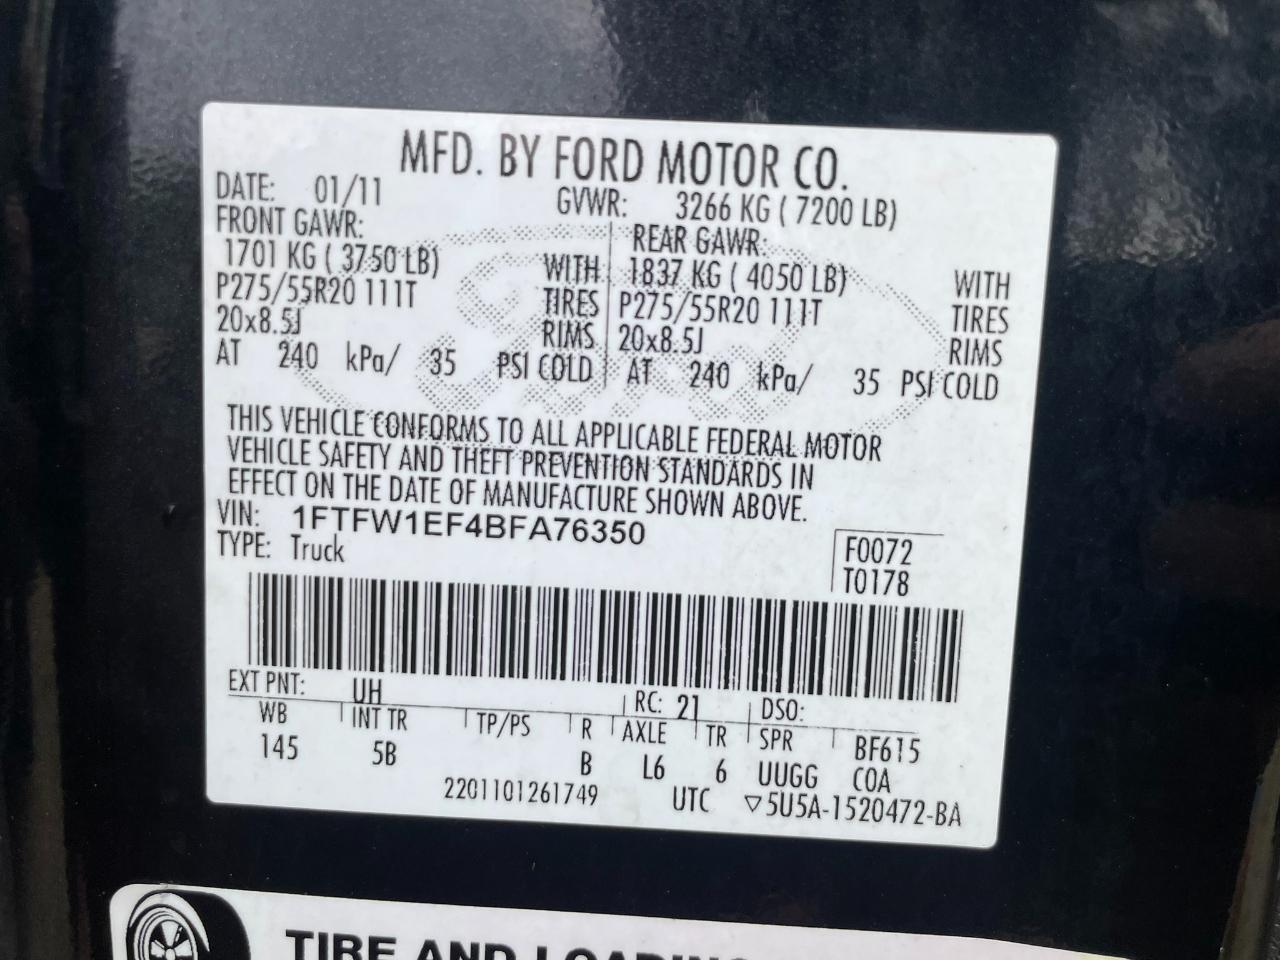 MFD. BY FORD MOTOR CO.
DATE: 01/11 GVWR: 3266 KG ( 7200 LB)
FRONT GAWR: REAR GAWR:
1701 KG ( 3750 LB) WITH 1837 KG ( 4050 LB) WITH
P275/55R20 111T TIRES P275/55R20 111T TIRES
20x8.5J RIMS 20x8.5J RIMS
AT 240 kPa/ 35 PSI COLD AT 240 kPa/ 35 PSI COLD
THIS VEHICLE CONFORMS TO ALL APPLICABLE FEDERAL MOTOR
VEHICLE SAFETY AND THEFT PREVENTION STANDARDS IN
EFFECT ON THE DATE OF MANUFACTURE SHOWN ABOVE.
VIN: 1FTFW1EF4BFA76350
TYPE: Truck
F0072
T0178
EXT PNT: UH RC: 21 DSO:
WB INT TR TP/PS R AXLE TR SPR BF615
145 5B B L6 6 UUGG COA
2201101261749 UTC ▽5U5A-1520472-BA
TIRE AND LOADING